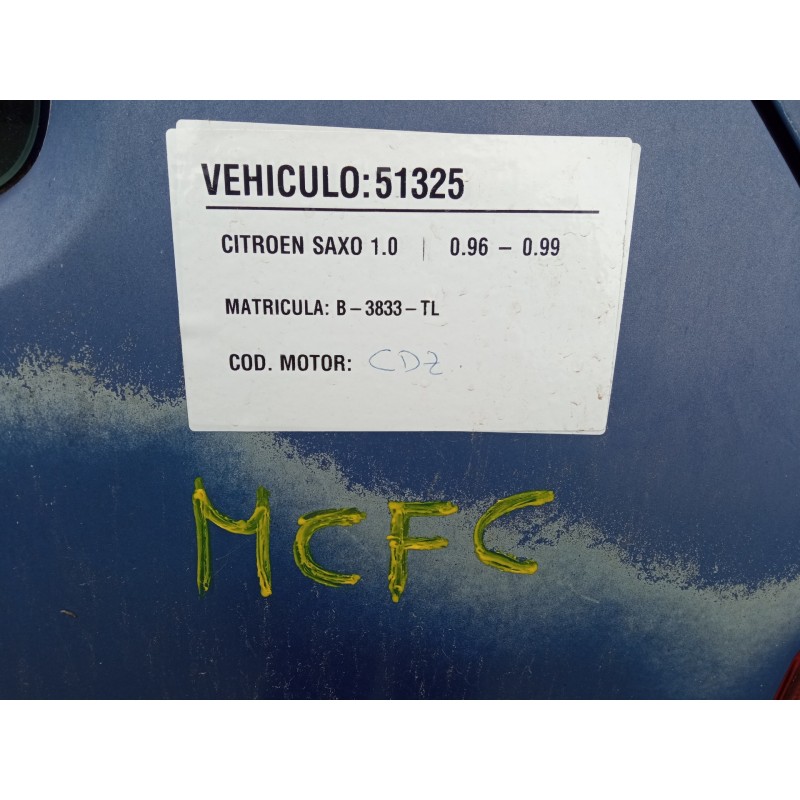 VEHICULO: 51325
CITROEN SAXO 1.0 | 0.96 – 0.99
MATRICULA: B – 3833 – TL
COD. MOTOR: CDZ.
MCFC